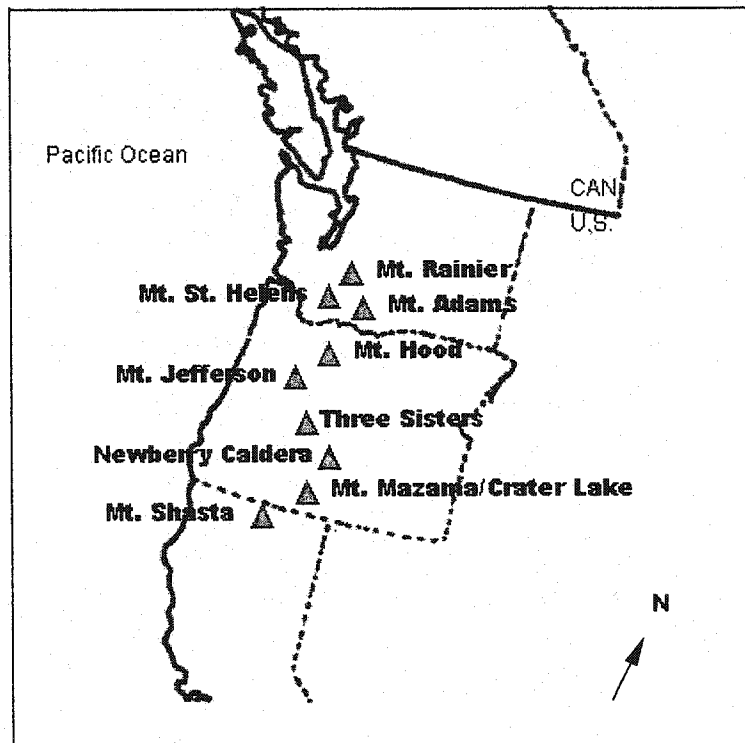 Pacific Ocean
CAN
U.S.
Mt. Rainier
Mt. St. Helens
Mt. Adams
Mt. Hood
Mt. Jefferson
Three Sisters
Newberry Caldera
Mt. Mazama/Crater Lake
Mt. Shasta
N